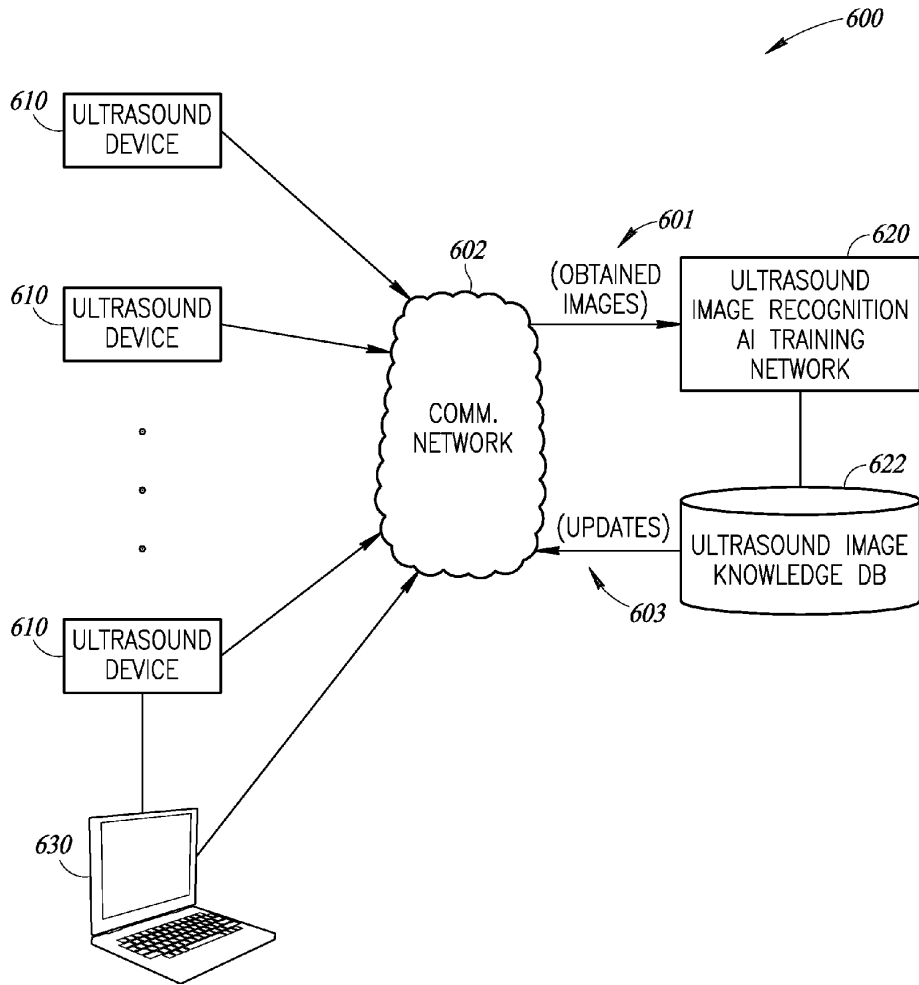 600
610
ULTRASOUND
DEVICE
601
602
(OBTAINED
IMAGES)
620
ULTRASOUND
IMAGE RECOGNITION
AI TRAINING
NETWORK
610
ULTRASOUND
DEVICE
COMM.
NETWORK
622
(UPDATES)
ULTRASOUND IMAGE
KNOWLEDGE DB
603
610
ULTRASOUND
DEVICE
630